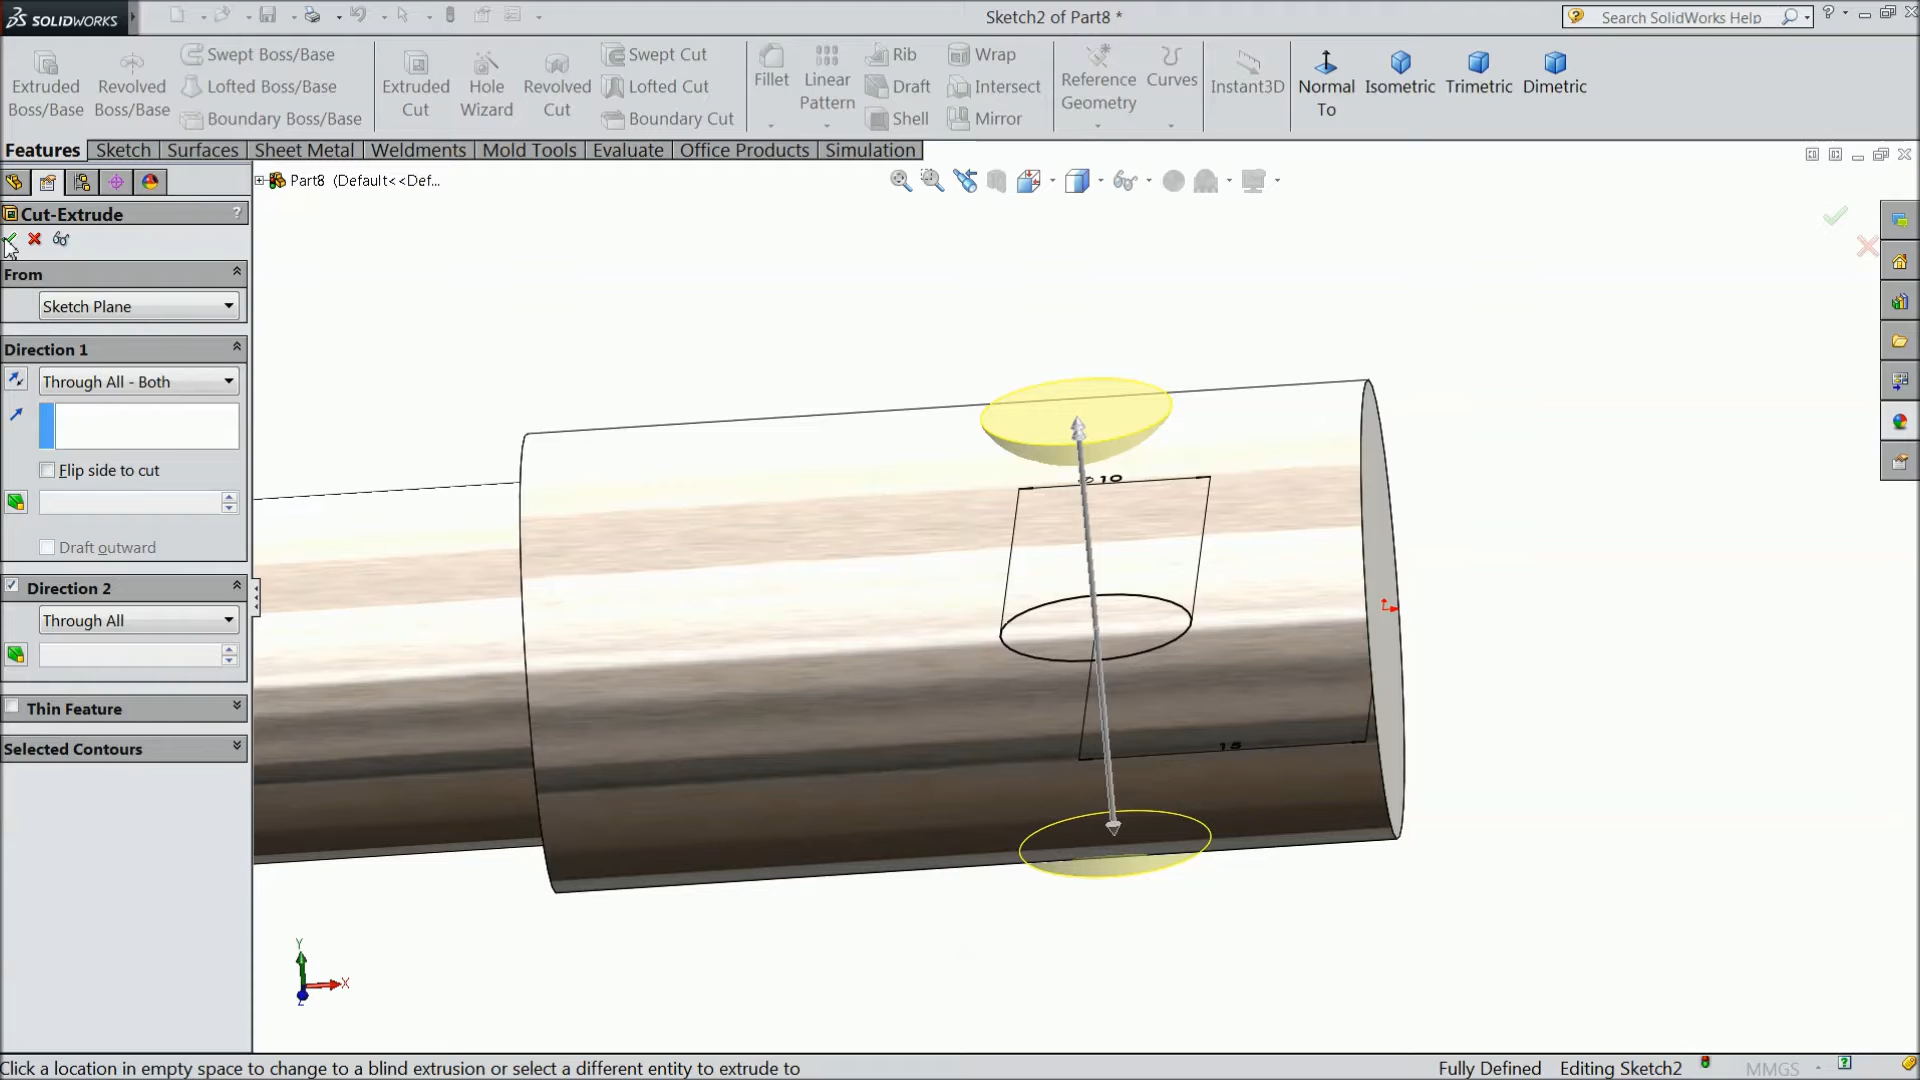 SOLIDWORKS
Sketch2 of Part8 *
Search SolidWorks Help
Extruded Boss/Base
Revolved Boss/Base
Swept Boss/Base
Lofted Boss/Base
Boundary Boss/Base
Extruded Cut
Hole Wizard
Revolved Cut
Swept Cut
Lofted Cut
Boundary Cut
Fillet
Linear Pattern
Rib
Draft
Shell
Wrap
Intersect
Mirror
Reference Geometry
Curves
Instant3D
Normal To
Isometric
Trimetric
Dimetric
Features
Sketch
Surfaces
Sheet Metal
Weldments
Mold Tools
Evaluate
Office Products
Simulation
Part8 (Default<<Def...
Cut-Extrude
?
From
Sketch Plane
Direction 1
Through All - Both
Flip side to cut
Draft outward
Direction 2
Through All
Thin Feature
Selected Contours
⌀10
15
Y
X
Z
Click a location in empty space to change to a blind extrusion or select a different entity to extrude to
Fully Defined
Editing Sketch2
MMGS